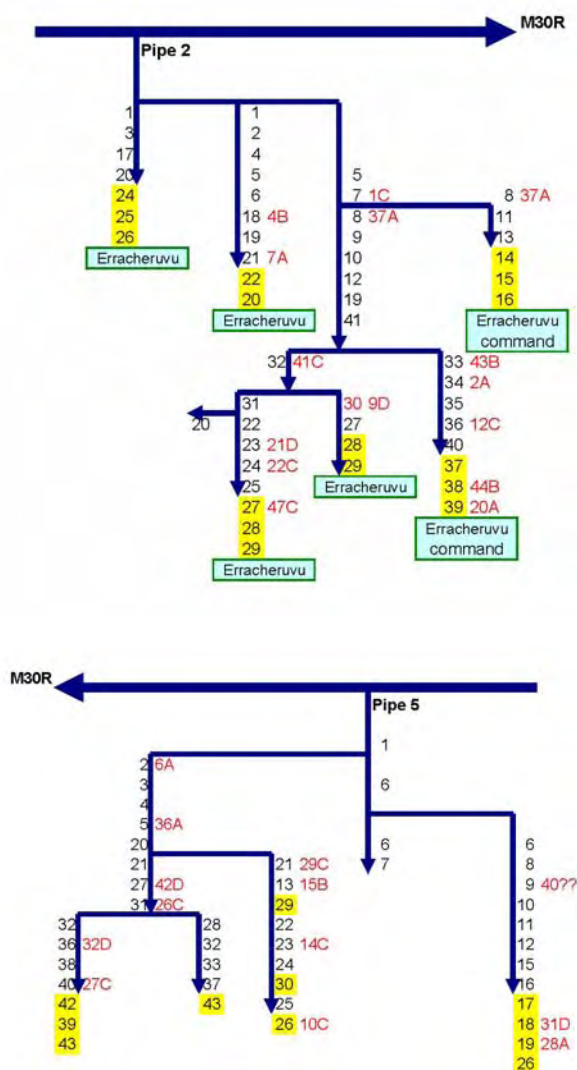 M30R
Pipe 2
1
3
17
20
24
25
26
Erracheruvu
1
2
4
5
6
18 4B
19
21 7A
22
20
Erracheruvu
5
7 1C
8 37A
9
10
12
19
41
8 37A
11
13
14
15
16
Erracheruvu
command
32 41C
20
31
22
23 21D
24 22C
25
27 47C
28
29
Erracheruvu
30 9D
27
28
29
Erracheruvu
33 43B
34 2A
35
36 12C
40
37
38 44B
39 20A
Erracheruvu
command
M30R
Pipe 5
1
6
2 6A
3
4
5 36A
20
21
27 42D
31 26C
32
36 32D
38
40 27C
42
39
43
28
32
33
37
43
21 29C
13 15B
29
22
23 14C
24
30
25
26 10C
6
7
6
8
9 40??
10
11
12
15
16
17
18 31D
19 28A
26